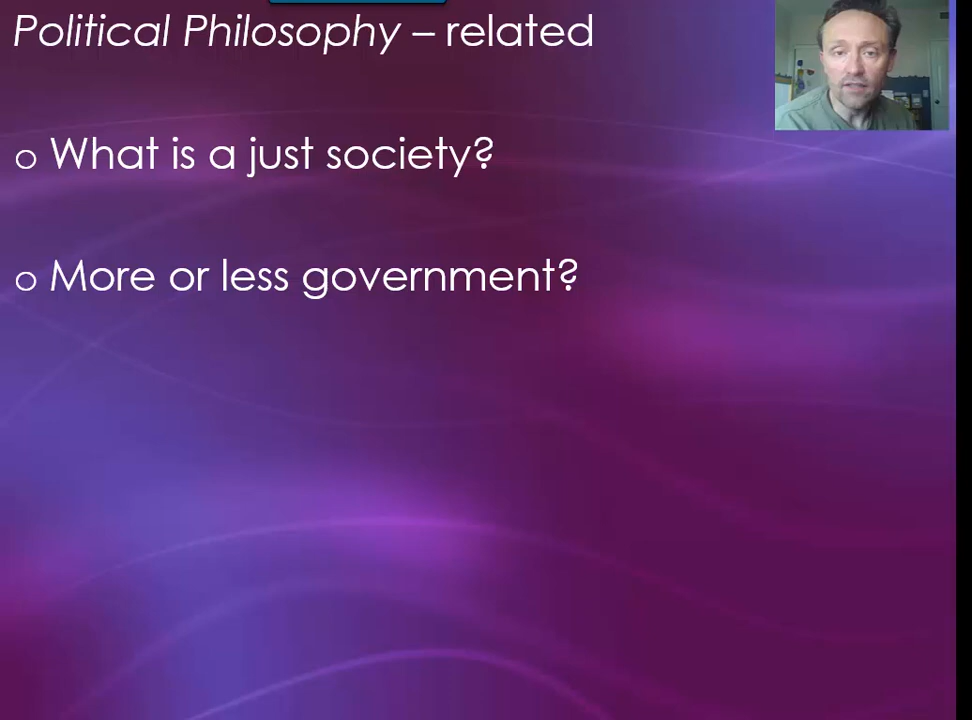 Political Philosophy – related
o What is a just society?
o More or less government?